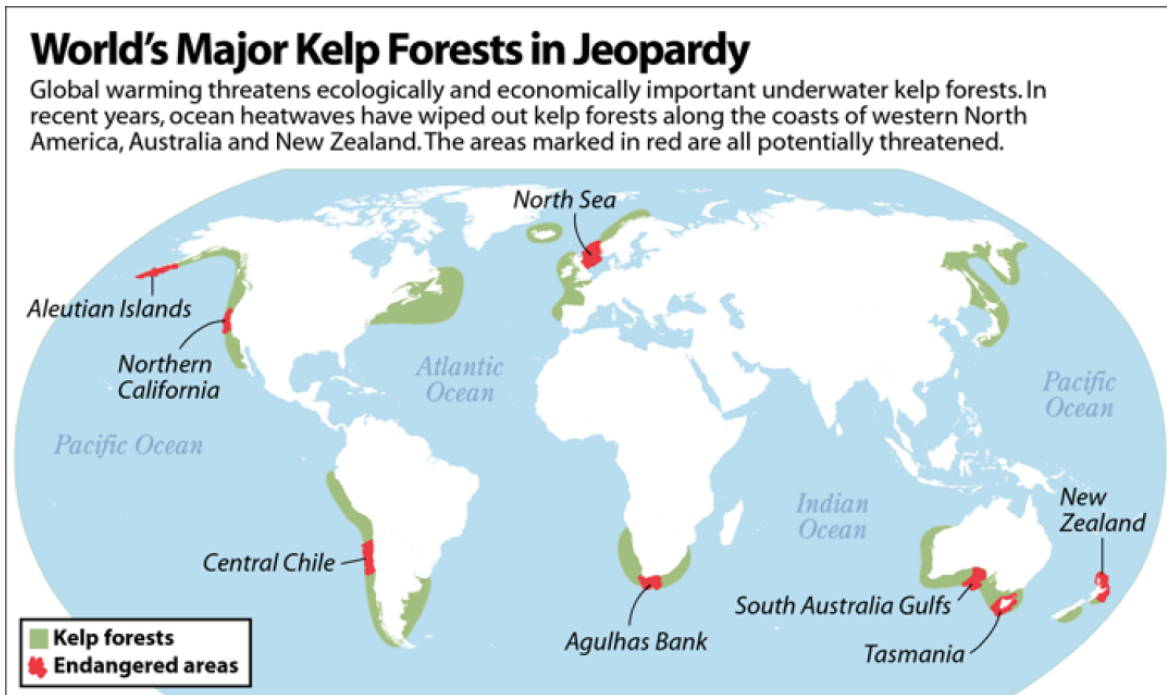 World's Major Kelp Forests in Jeopardy
Global warming threatens ecologically and economically important underwater kelp forests. In
recent years, ocean heatwaves have wiped out kelp forests along the coasts of western North
America, Australia and New Zealand. The areas marked in red are all potentially threatened.
North Sea
Aleutian Islands
Northern
California
Atlantic
Ocean
Pacific
Ocean
Pacific Ocean
Indian
Ocean
New
Zealand
Central Chile
South Australia Gulfs
Agulhas Bank
Tasmania
Kelp forests
Endangered areas